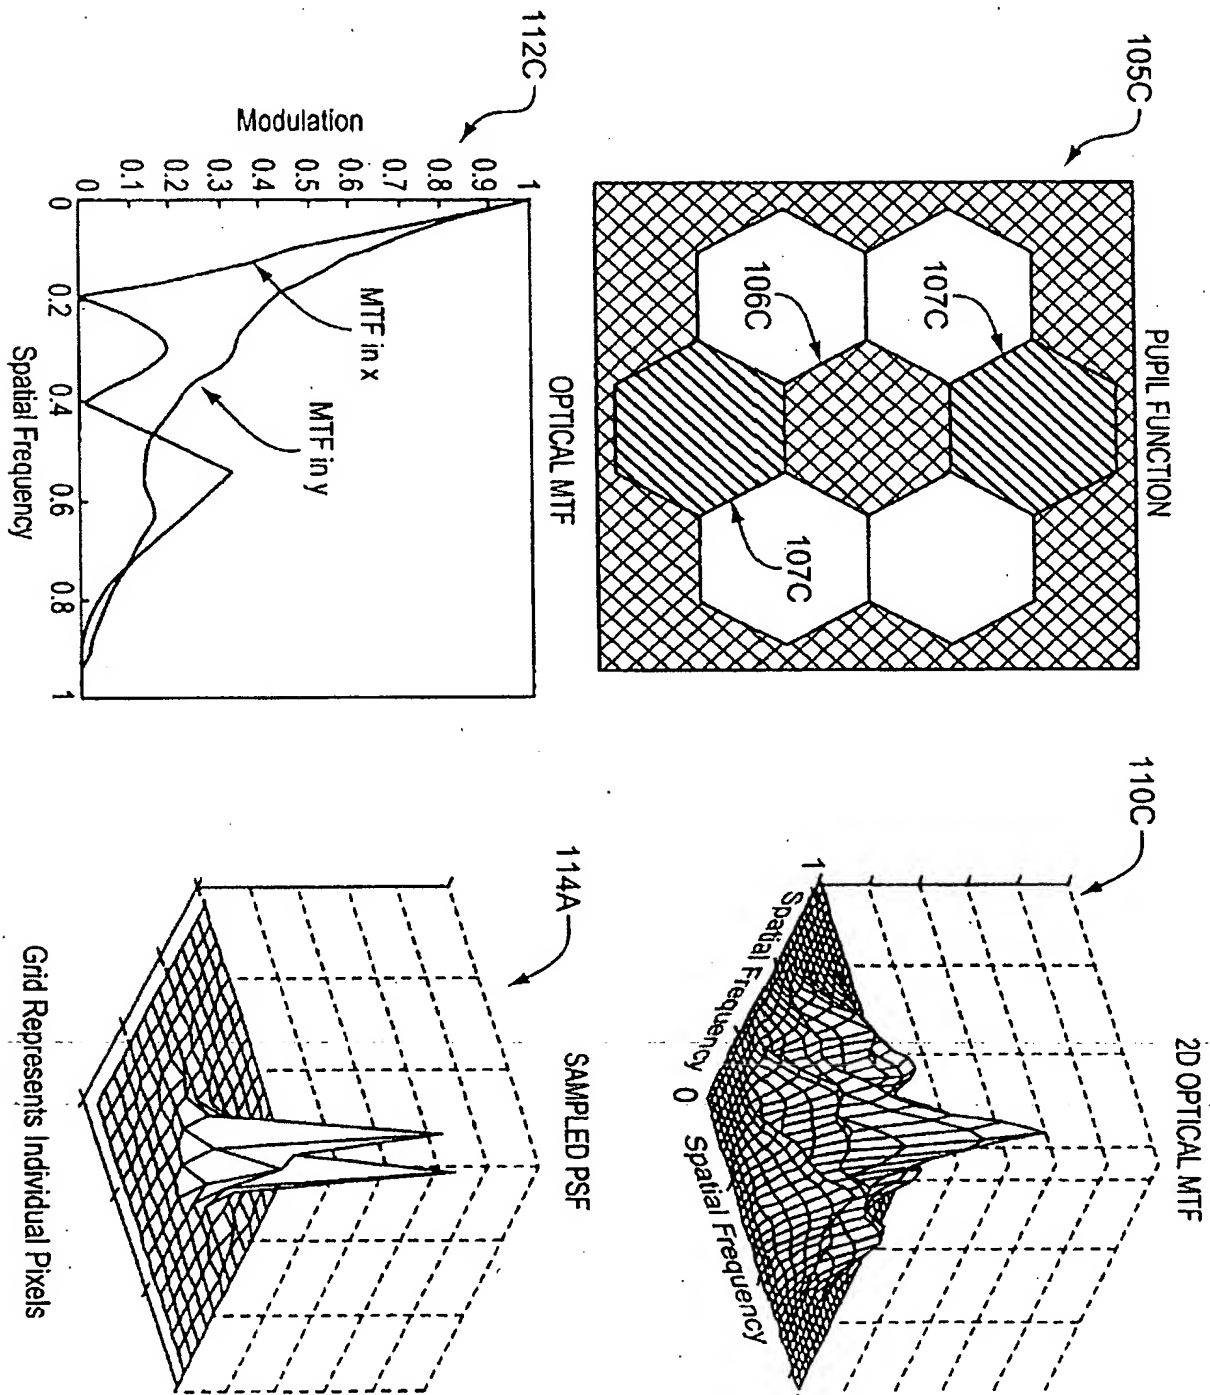 105C
PUPIL FUNCTION
107C
106C
107C
110C
2D OPTICAL MTF
1
Spatial Frequency
0
Spatial Frequency
112C
OPTICAL MTF
Modulation
1
0.9
0.8
0.7
0.6
0.5
0.4
0.3
0.2
0.1
0
MTF in x
MTF in y
0
0.2
0.4
0.6
0.8
1
Spatial Frequency
114A
SAMPLED PSF
Grid Represents Individual Pixels